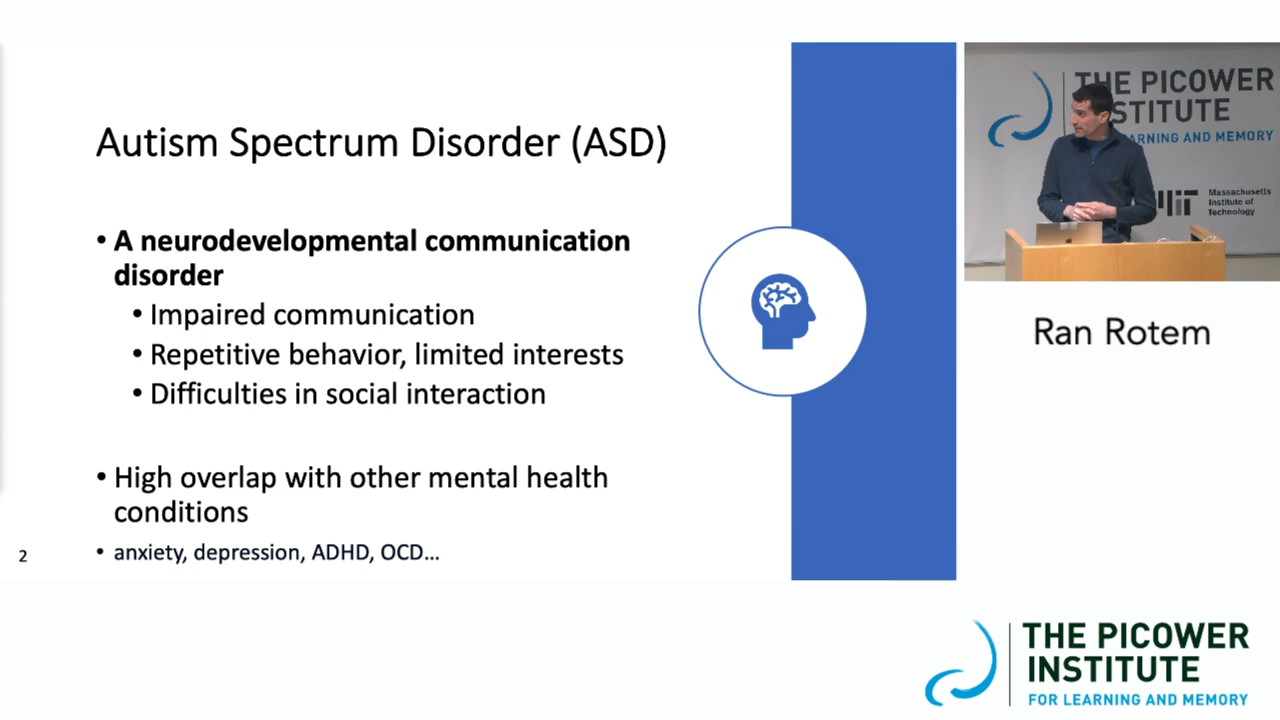 Autism Spectrum Disorder (ASD)
• A neurodevelopmental communication
disorder
• Impaired communication
• Repetitive behavior, limited interests
• Difficulties in social interaction
• High overlap with other mental health
conditions
• anxiety, depression, ADHD, OCD...
2
THE PICOWER
INSTITUTE
LEARNING AND MEMORY
Massachusetts
Institute of
Technology
Ran Rotem
THE PICOWER
INSTITUTE
FOR LEARNING AND MEMORY